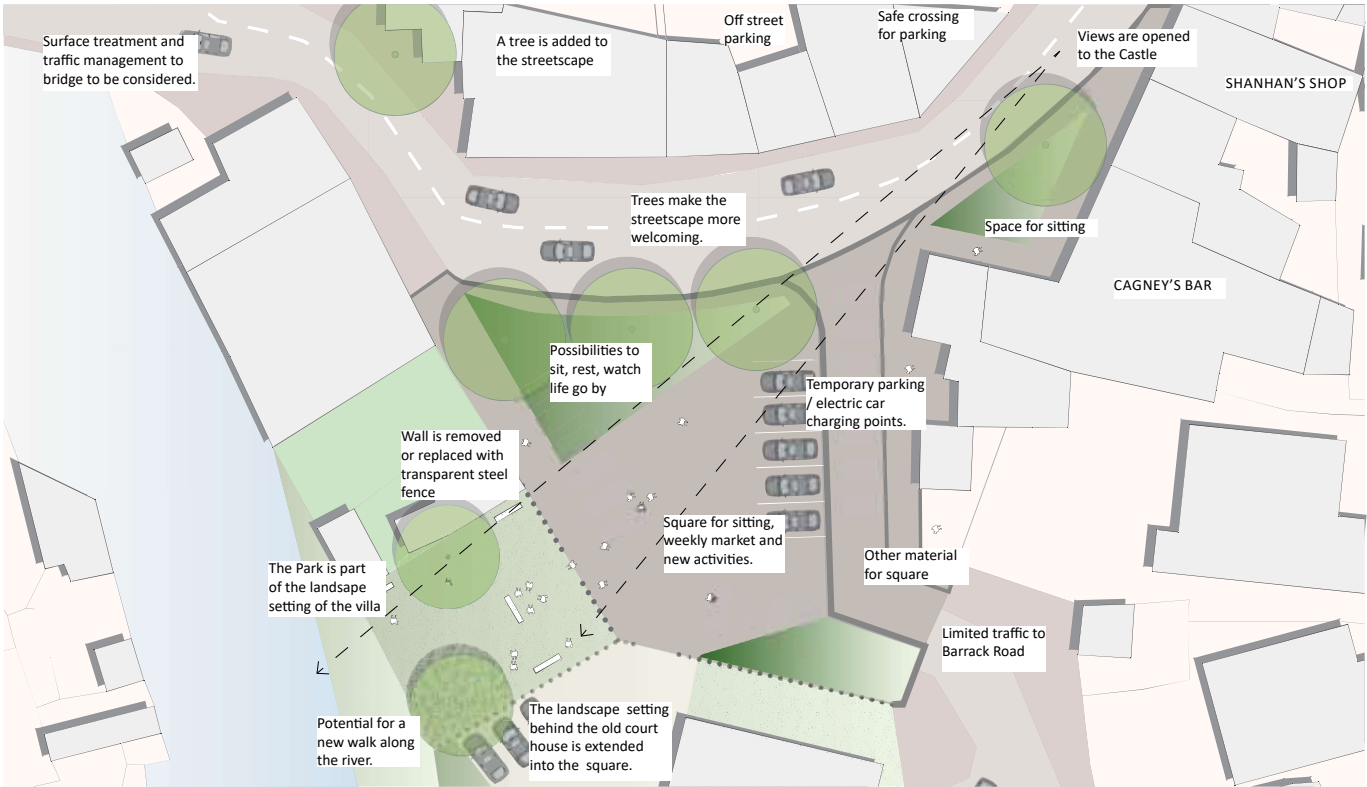 Surface treatment and
traffic management to
bridge to be considered.
A tree is added to
the streetscape
Off street
parking
Safe crossing
for parking
Views are opened
to the Castle
SHANHAN'S SHOP
Trees make the
streetscape more
welcoming.
Space for sitting
CAGNEY'S BAR
Possibilities to
sit, rest, watch
life go by
Temporary parking
/ electric car
charging points.
Wall is removed
or replaced with
transparent steel
fence
Square for sitting,
weekly market and
new activities.
Other material
for square
The Park is part
of the landsape
setting of the villa
Limited traffic to
Barrack Road
Potential for a
new walk along
the river.
The landscape setting
behind the old court
house is extended
into the square.